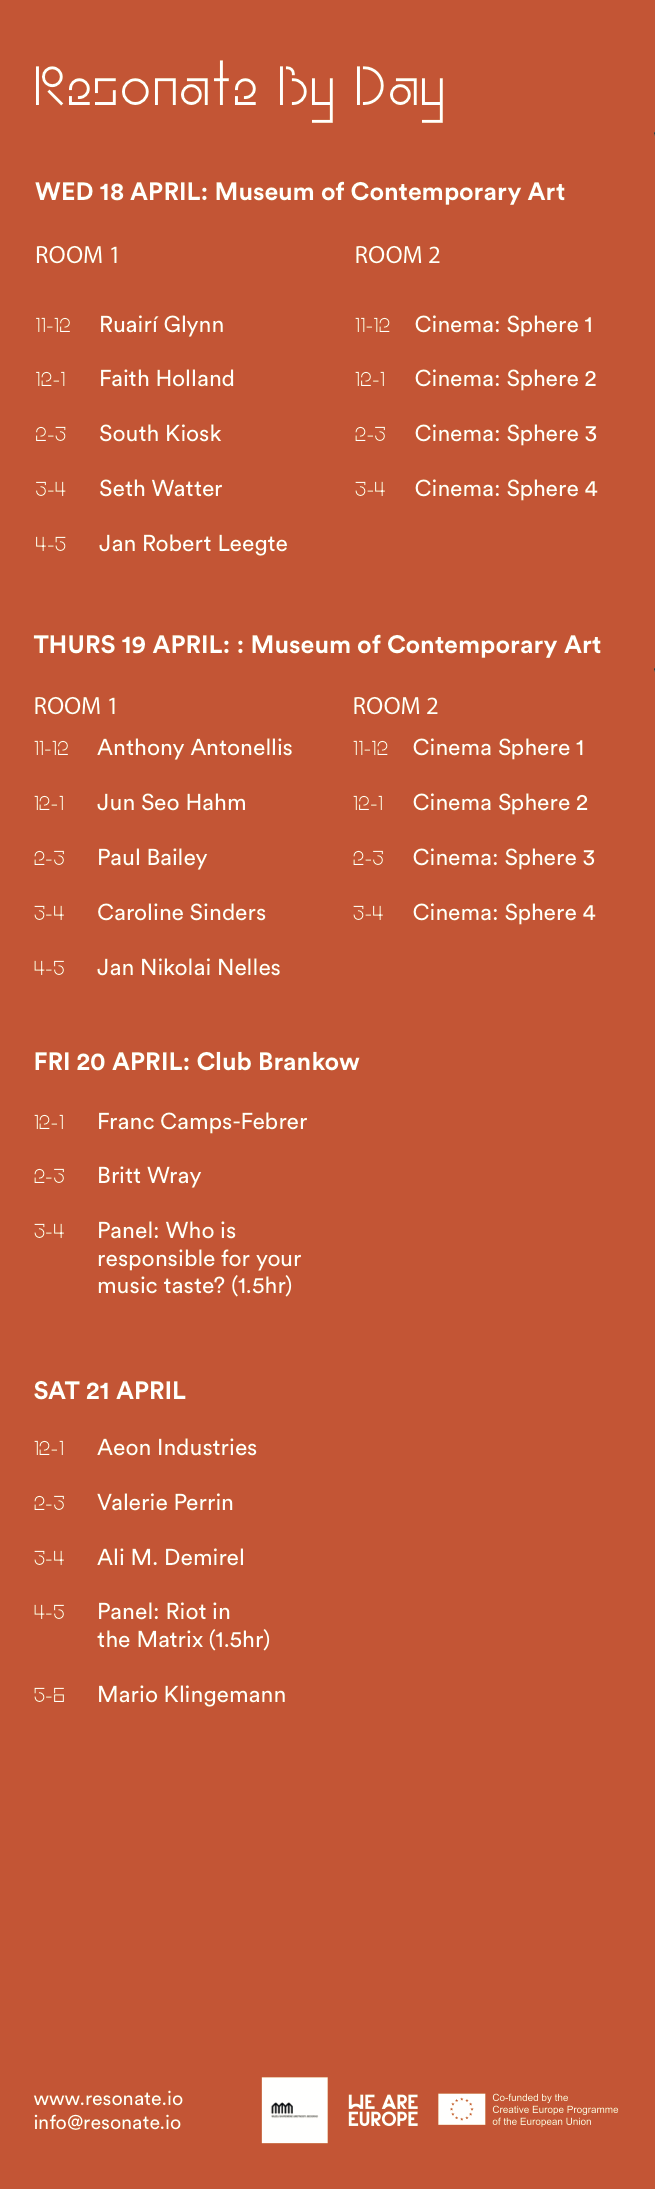 Resonate By Day
WED 18 APRIL: Museum of Contemporary Art
ROOM 1
11-12 Ruairí Glynn
12-1 Faith Holland
2-3 South Kiosk
3-4 Seth Watter
4-5 Jan Robert Leegte
ROOM 2
11-12 Cinema: Sphere 1
12-1 Cinema: Sphere 2
2-3 Cinema: Sphere 3
3-4 Cinema: Sphere 4
THURS 19 APRIL: : Museum of Contemporary Art
ROOM 1
11-12 Anthony Antonellis
12-1 Jun Seo Hahm
2-3 Paul Bailey
3-4 Caroline Sinders
4-5 Jan Nikolai Nelles
ROOM 2
11-12 Cinema Sphere 1
12-1 Cinema Sphere 2
2-3 Cinema: Sphere 3
3-4 Cinema: Sphere 4
FRI 20 APRIL: Club Brankow
12-1 Franc Camps-Febrer
2-3 Britt Wray
3-4 Panel: Who is
responsible for your
music taste? (1.5hr)
SAT 21 APRIL
12-1 Aeon Industries
2-3 Valerie Perrin
3-4 Ali M. Demirel
4-5 Panel: Riot in
the Matrix (1.5hr)
5-6 Mario Klingemann
www.resonate.io
info@resonate.io
WE ARE
EUROPE
Co-funded by the
Creative Europe Programme
of the European Union